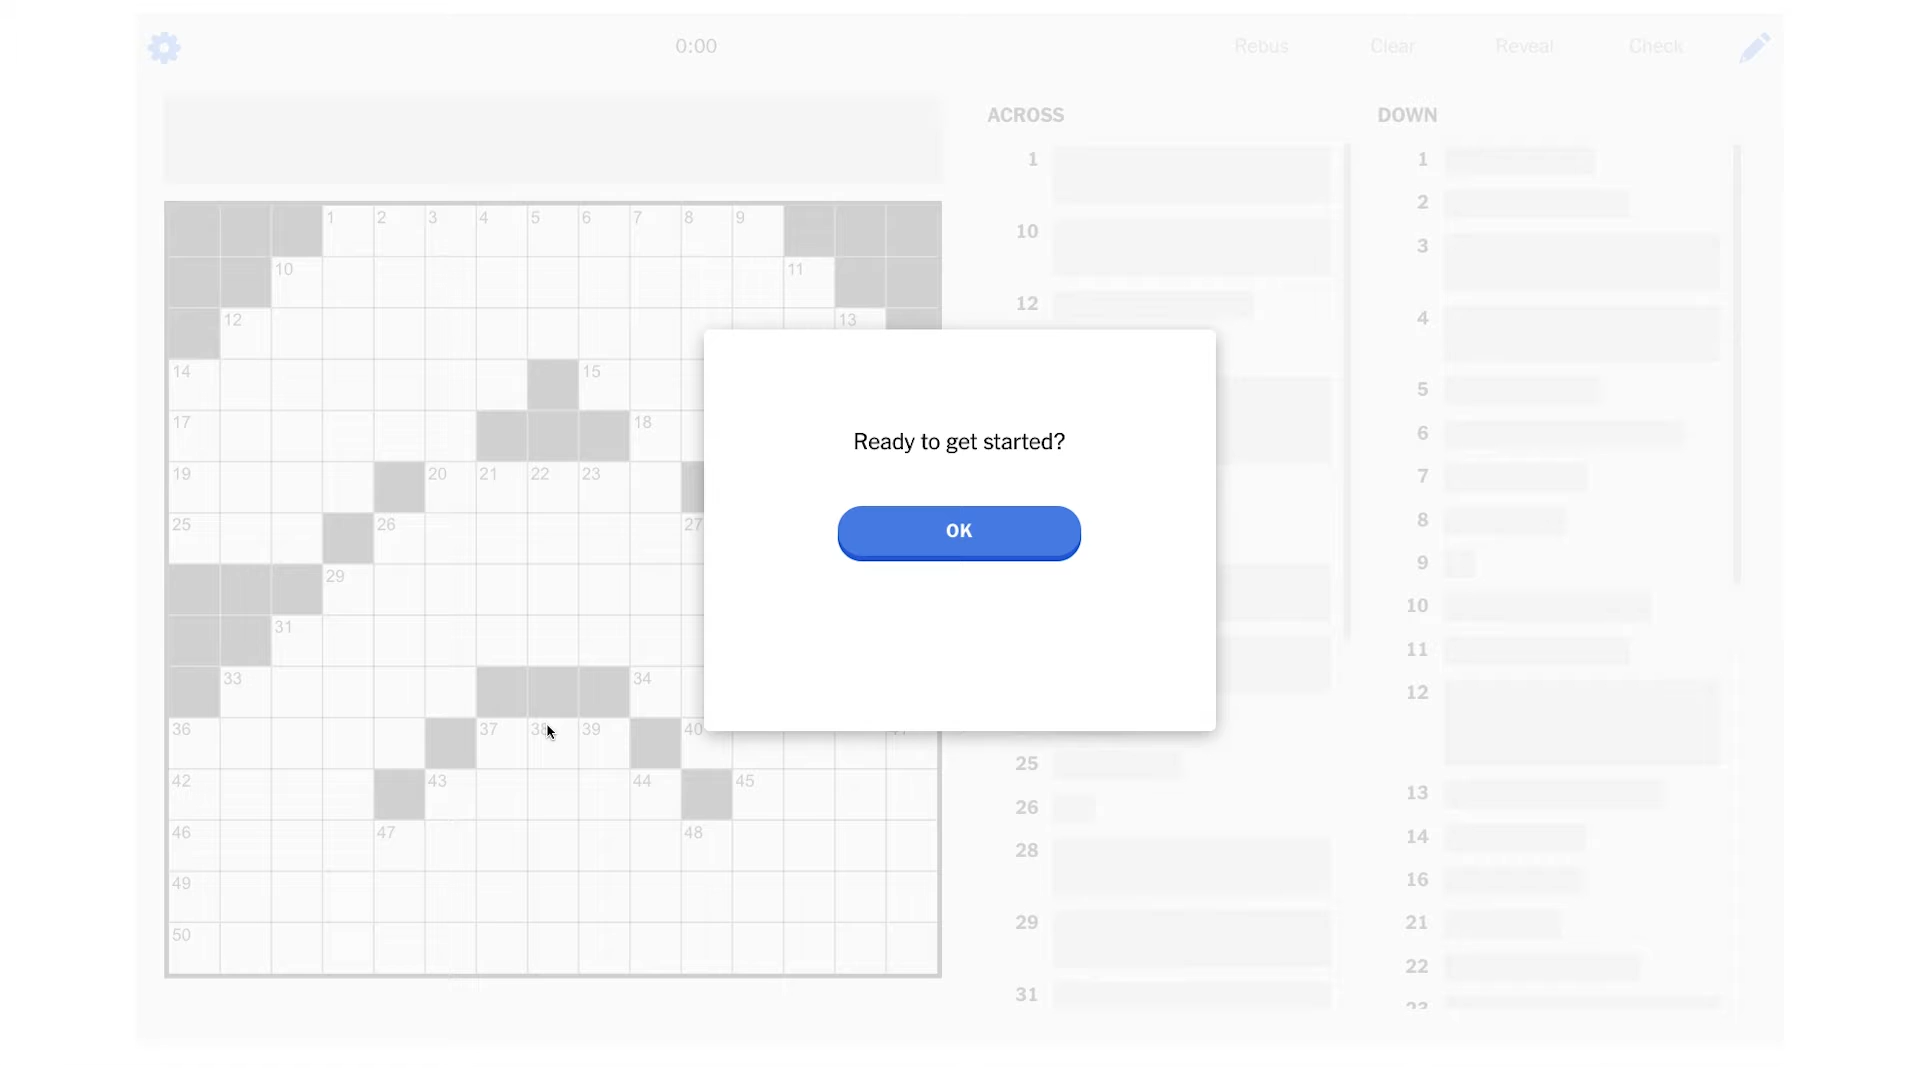 0:00
Rebus
Clear
Reveal
Check
ACROSS
1
10
12
25
26
28
29
31
DOWN
1
2
3
4
5
6
7
8
9
10
11
12
13
14
16
21
22
1 2 3 4 5 6 7 8 9
10 11
12 13
14 15
17 18
19 20 21 22 23
25 26 27
29
31
33 34
36 37 38 39 40
42 43 44 45
46 47 48
49
50
Ready to get started?
OK